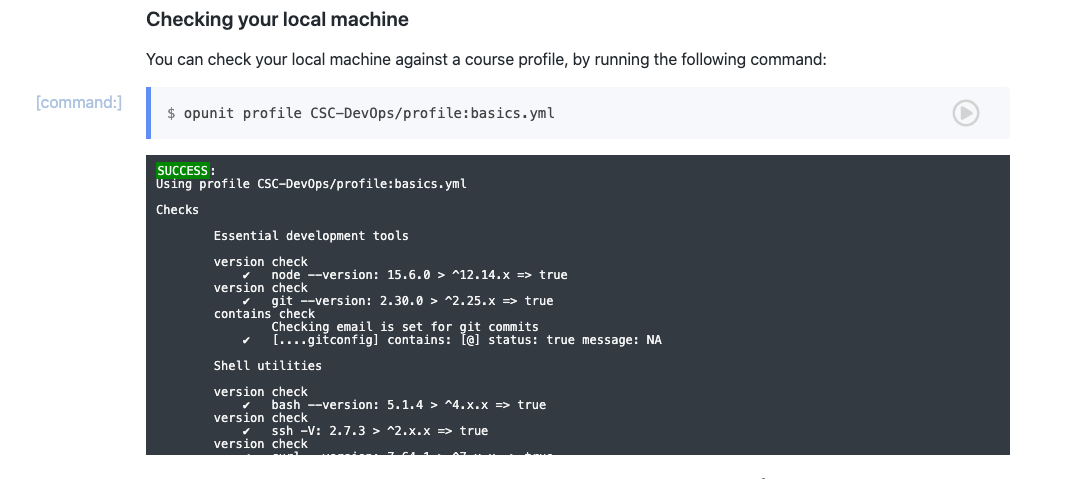 Checking your local machine
You can check your local machine against a course profile, by running the following command:
[command:]
$ opunit profile CSC-DevOps/profile:basics.yml
SUCCESS:
Using profile CSC-DevOps/profile:basics.yml
Checks
Essential development tools
version check
✔ node --version: 15.6.0 > ^12.14.x => true
version check
✔ git --version: 2.30.0 > ^2.25.x => true
contains check
Checking email is set for git commits
✔ [....gitconfig] contains: [@] status: true message: NA
Shell utilities
version check
✔ bash --version: 5.1.4 > ^4.x.x => true
version check
✔ ssh -V: 2.7.3 > ^2.x.x => true
version check